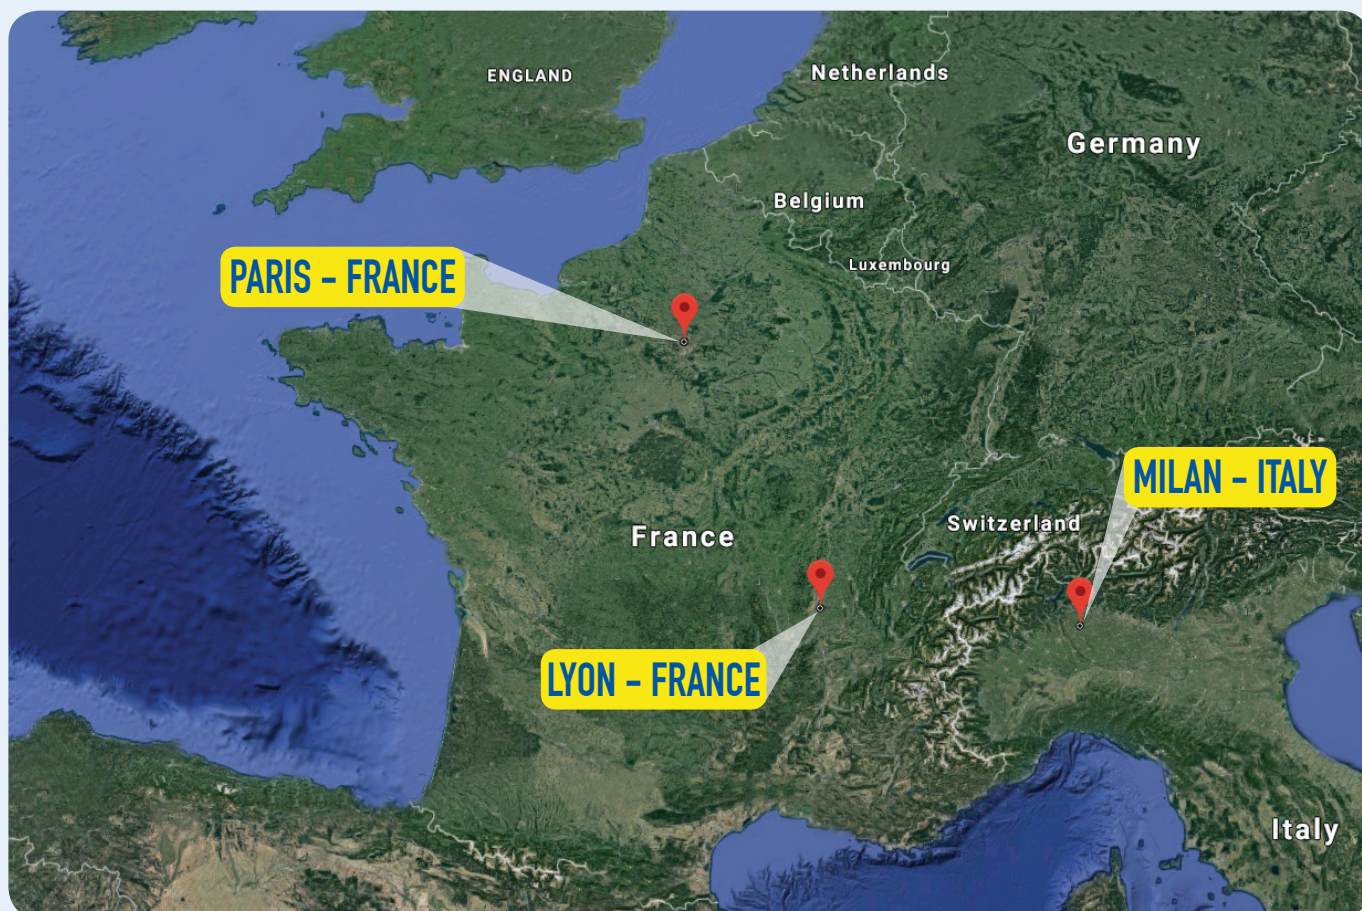 ENGLAND
Netherlands
Germany
Belgium
Luxembourg
PARIS - FRANCE
MILAN - ITALY
Switzerland
France
LYON - FRANCE
Italy